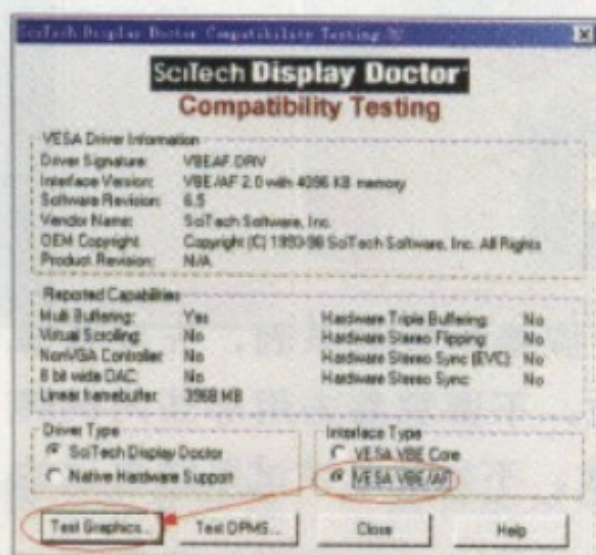 SciTech Display Doctor Compatibility Testing
SciTech Display Doctor
Compatibility Testing
VESA Driver Information
Driver Signature: VBEAF.DRV
Interface Version: VBE/AF 2.0 with 4096 KB memory
Software Revision: 6.5
Vendor Name: SciTech Software, Inc.
OEM Copyright: Copyright (C) 1993-98 SciTech Software, Inc. All Rights
Product Revision: N/A
Reported Capabilities
Multi Buffering: Yes Hardware Triple Buffering: No
Virtual Scrolling: No Hardware Stereo Flipping: No
NonVGA Controller: No Hardware Stereo Sync (EVC): No
8 bit wide DAC: No Hardware Stereo Sync: No
Linear framebuffer: 3968 MB
Driver Type Interface Type
SciTech Display Doctor VESA VBE Core
Native Hardware Support VESA VBE/AF
Test Graphics... Test DPMS... Close Help